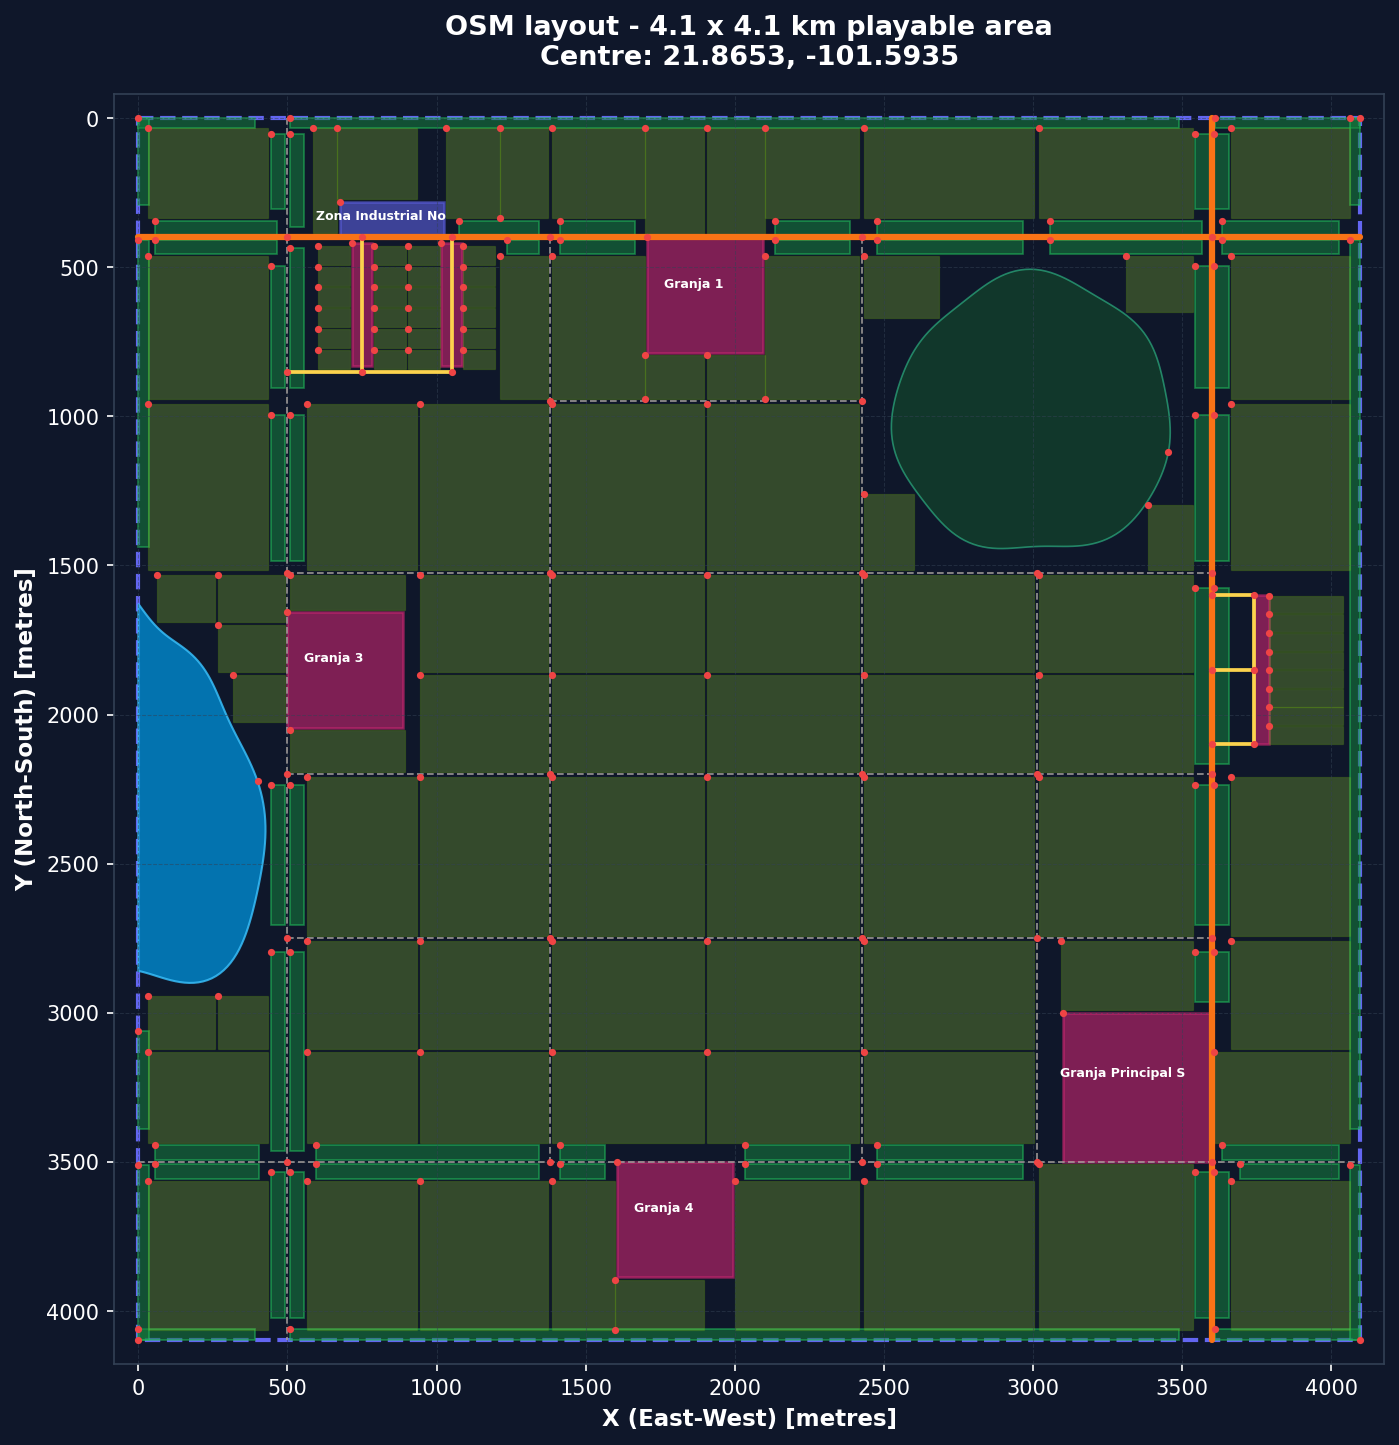 OSM layout - 4.1 x 4.1 km playable area
Centre: 21.8653, -101.5935
0
500
1000
1500
2000
2500
3000
3500
4000
Y (North-South) [metres]
Zona Industrial No
Granja 1
Granja 3
Granja Principal S
Granja 4
0
500
1000
1500
2000
2500
3000
3500
4000
X (East-West) [metres]